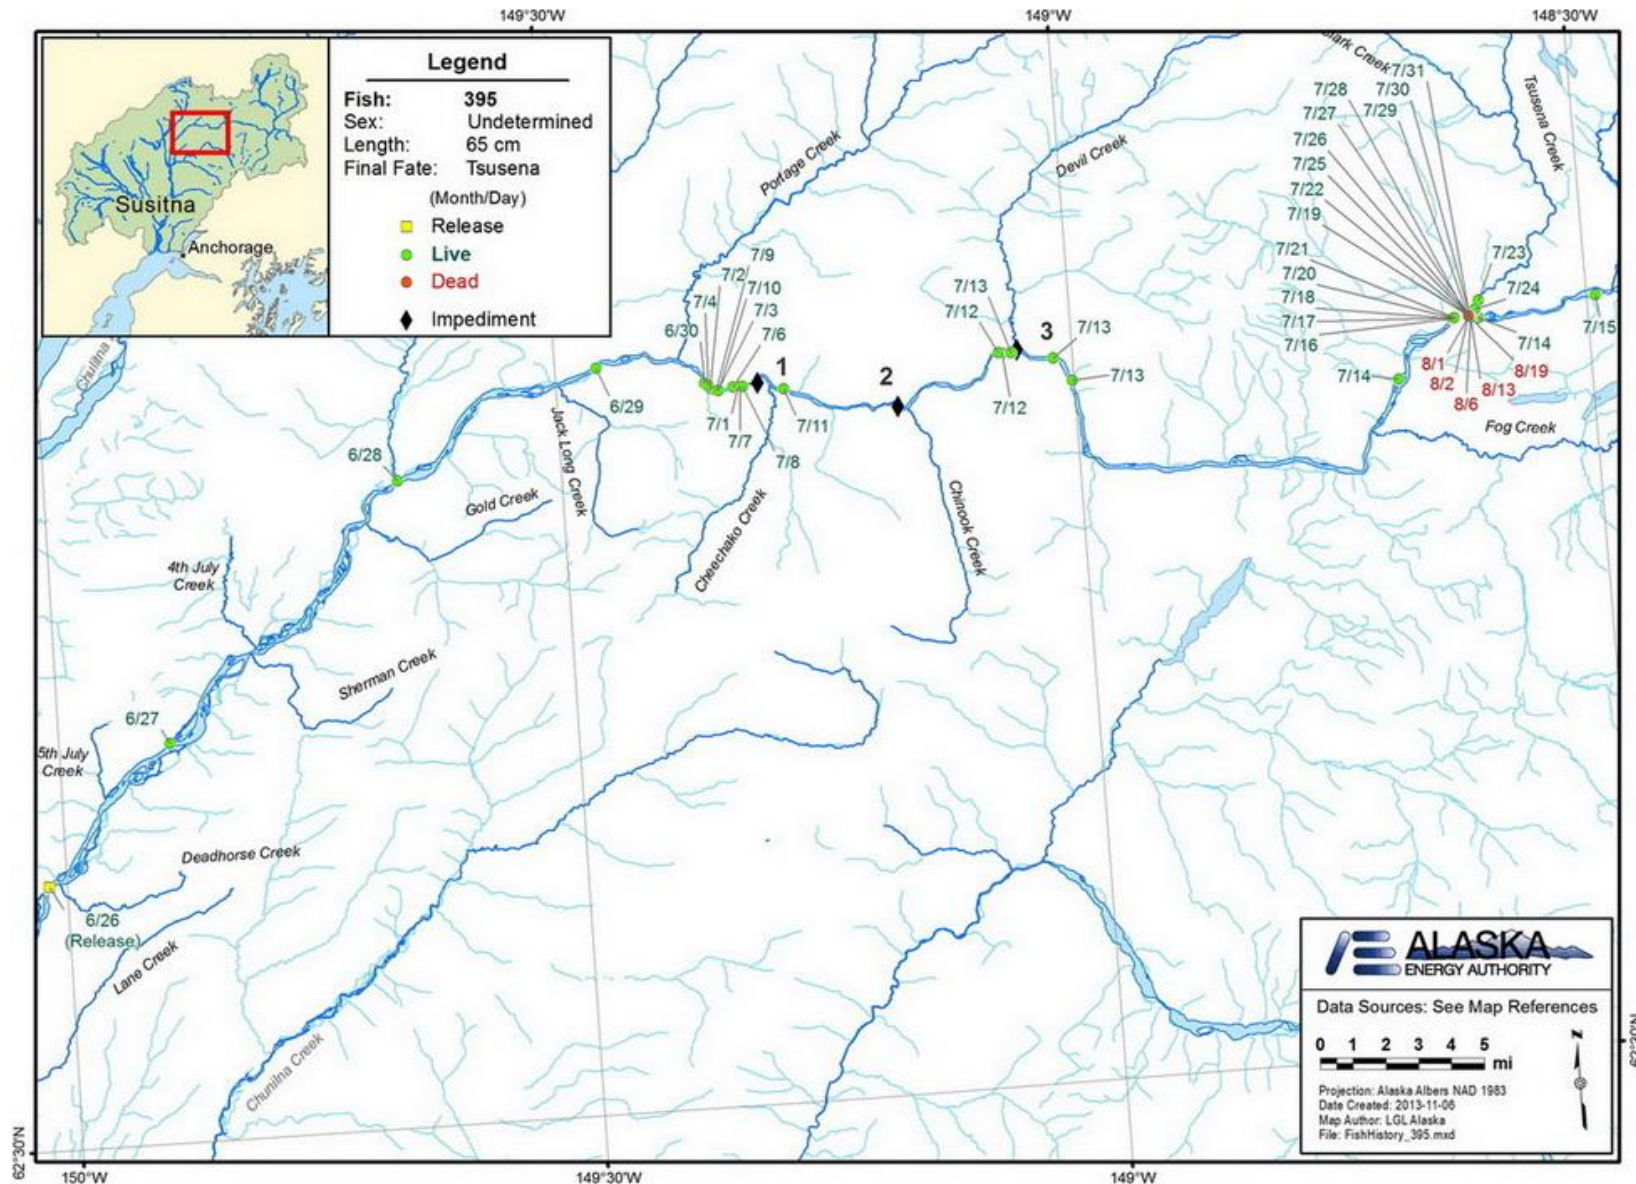 149°30'W
149°W
148°30'W
Legend
Fish: 395
Sex: Undetermined
Length: 65 cm
Final Fate: Tsusena
(Month/Day)
Release
Live
Dead
Impediment
Susitna
Anchorage
Chulitna
Portage Creek
Devil Creek
Clark Creek
Tsusena Creek
7/31
7/28
7/30
7/27
7/29
7/26
7/25
7/22
7/19
7/21
7/20
7/18
7/17
7/16
7/23
7/24
7/14
7/15
7/14
8/1
8/2
8/6
8/13
8/19
Fog Creek
7/9
7/2
7/10
7/4
7/3
6/30
7/6
1
7/1
7/7
7/8
7/11
2
7/13
7/12
3
7/13
7/12
7/13
6/29
6/28
Jack Long Creek
Gold Creek
Cheechako Creek
Chinook Creek
4th July
Creek
Sherman Creek
6/27
5th July
Creek
Deadhorse Creek
6/26
(Release)
Lane Creek
Chunilna Creek
ALASKA
ENERGY AUTHORITY
Data Sources: See Map References
0 1 2 3 4 5
mi
N
Projection: Alaska Albers NAD 1983
Date Created: 2013-11-06
Map Author: LGL Alaska
File: FishHistory_395.mxd
62°30'N
62°30'N
150°W
149°30'W
149°W